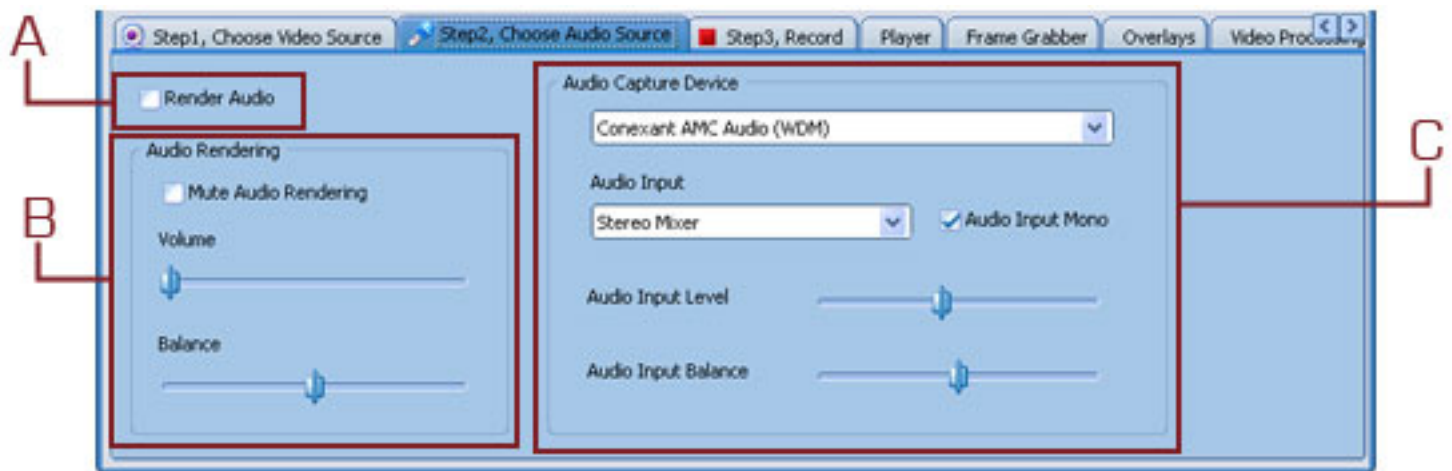 Step1, Choose Video Source
Step2, Choose Audio Source
Step3, Record
Player
Frame Grabber
Overlays
Video Processing
A
Render Audio
B
Audio Rendering
Mute Audio Rendering
Volume
Balance
C
Audio Capture Device
Conexant AMC Audio (WDM)
Audio Input
Stereo Mixer
Audio Input Mono
Audio Input Level
Audio Input Balance